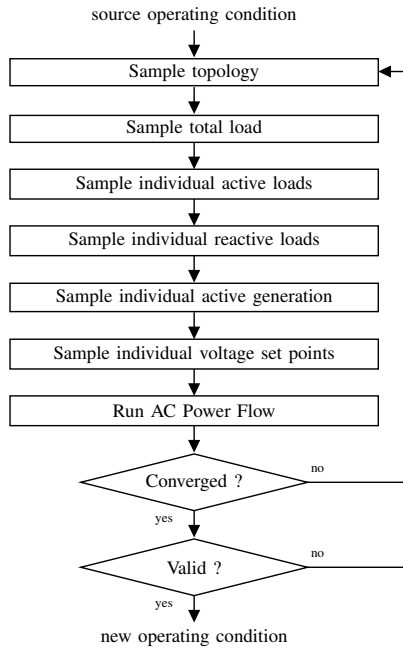 source operating condition
Sample topology
Sample total load
Sample individual active loads
Sample individual reactive loads
Sample individual active generation
Sample individual voltage set points
Run AC Power Flow
Converged ?
no
yes
Valid ?
no
yes
new operating condition